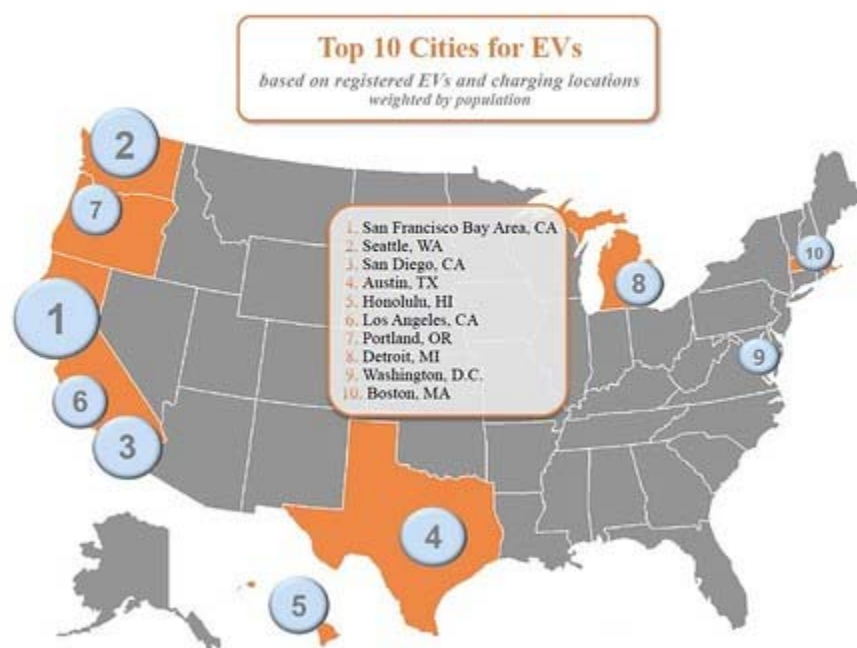 Top 10 Cities for EVs
based on registered EVs and charging locations
weighted by population
1. San Francisco Bay Area, CA
2. Seattle, WA
3. San Diego, CA
4. Austin, TX
5. Honolulu, HI
6. Los Angeles, CA
7. Portland, OR
8. Detroit, MI
9. Washington, D.C.
10. Boston, MA
2
7
10
8
1
9
6
3
4
5